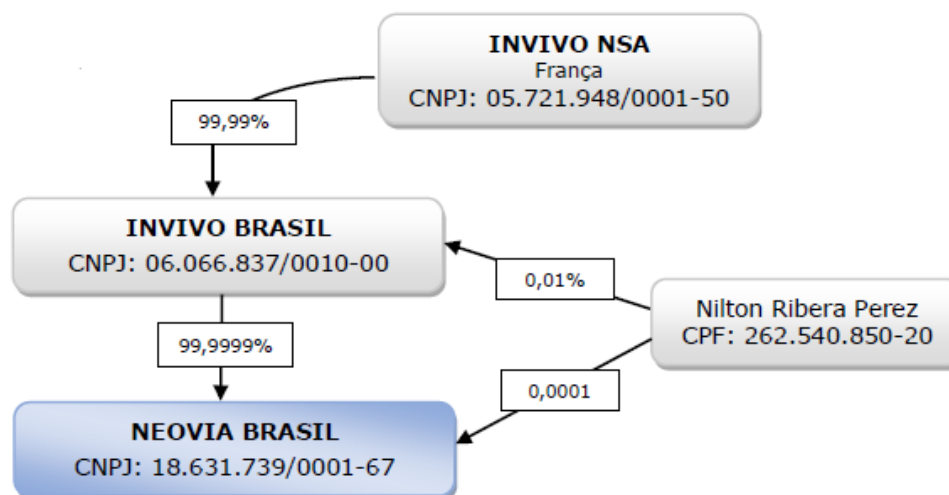 INVIVO NSA
França
CNPJ: 05.721.948/0001-50
99,99%
INVIVO BRASIL
CNPJ: 06.066.837/0010-00
0,01%
Nilton Ribera Perez
CPF: 262.540.850-20
99,9999%
0,0001
NEOVIA BRASIL
CNPJ: 18.631.739/0001-67